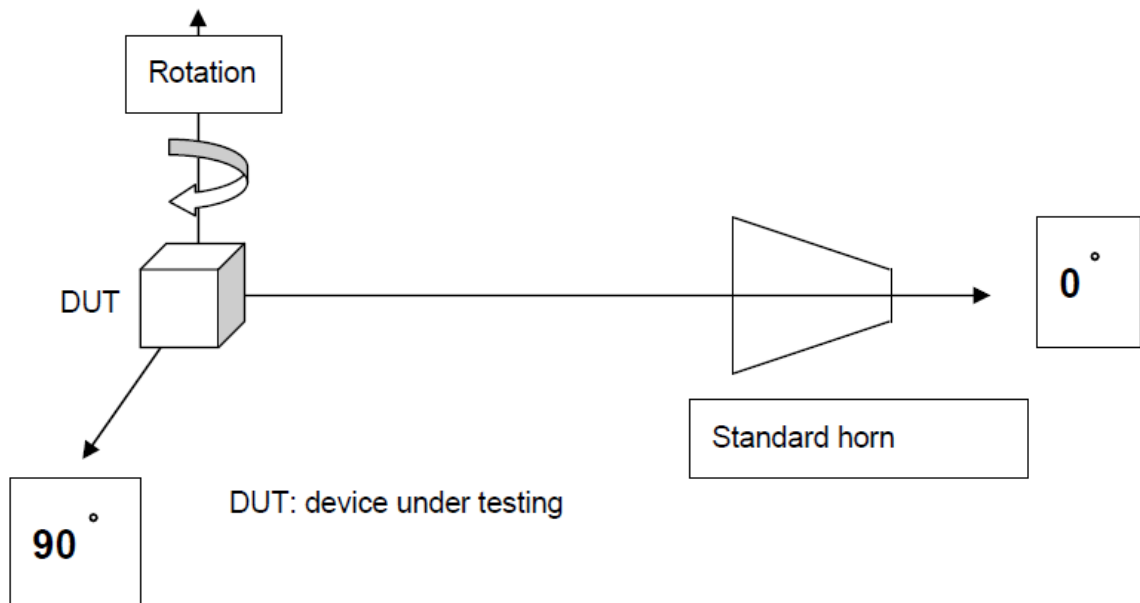 Rotation
DUT
0°
Standard horn
DUT: device under testing
90°